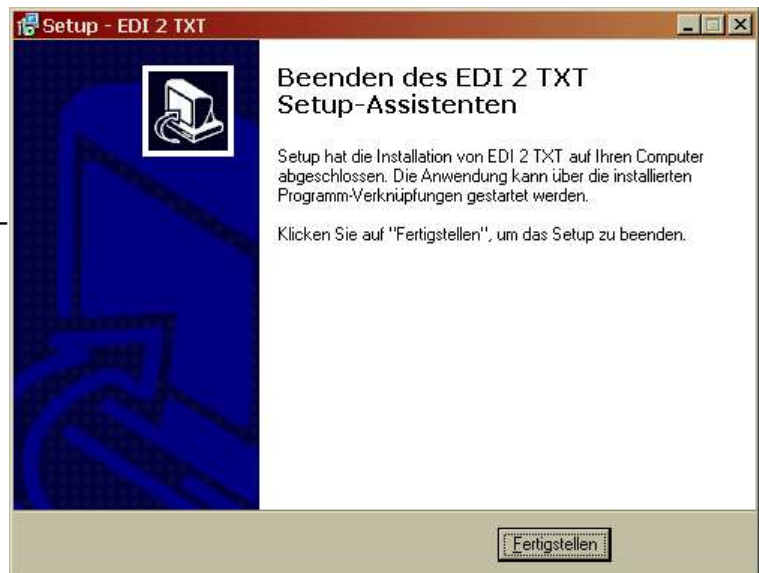 Setup - EDI 2 TXT
Beenden des EDI 2 TXT
Setup-Assistenten
Setup hat die Installation von EDI 2 TXT auf Ihren Computer
abgeschlossen. Die Anwendung kann über die installierten
Programm-Verknüpfungen gestartet werden.
Klicken Sie auf "Fertigstellen", um das Setup zu beenden.
Fertigstellen